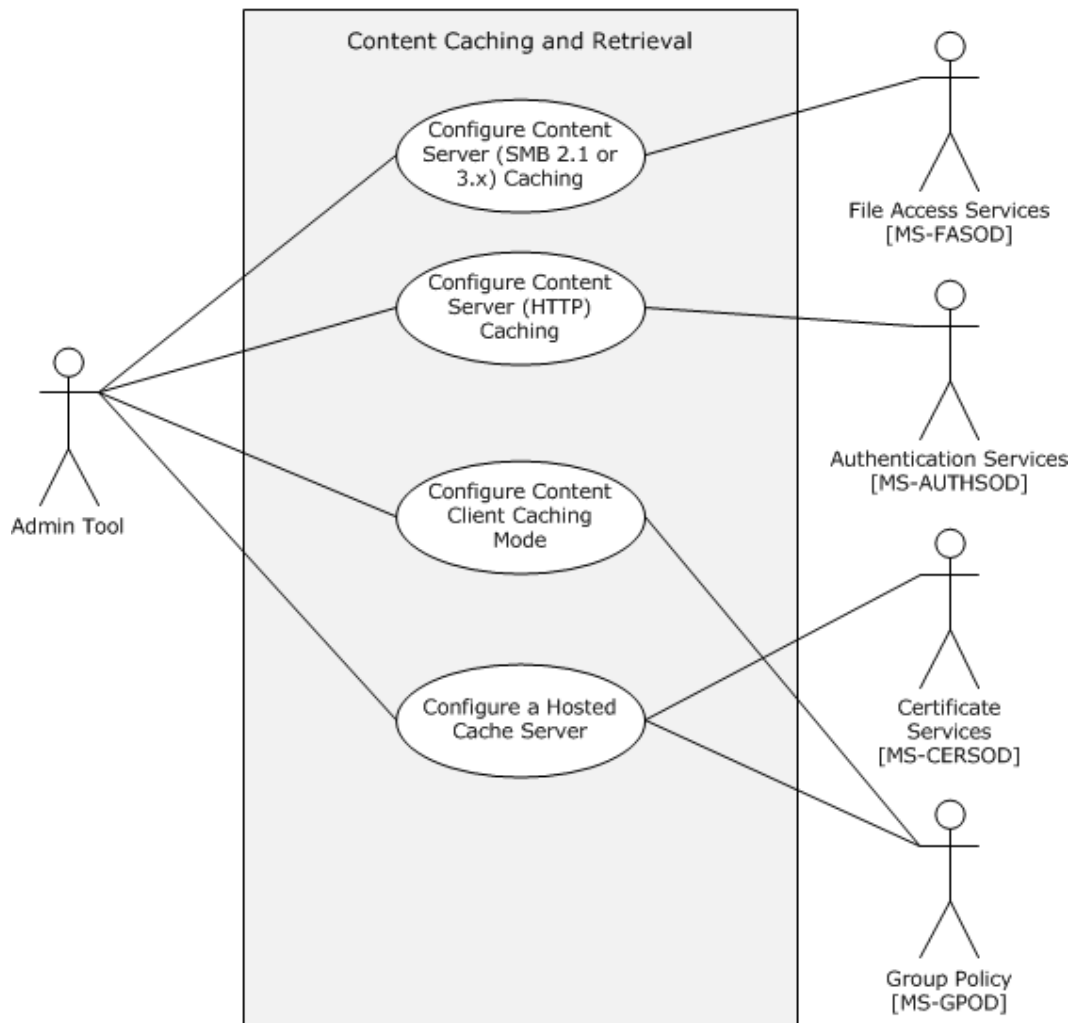 Content Caching and Retrieval
Configure Content
Server (SMB 2.1 or
3.x) Caching
File Access Services
[MS-FASOD]
Configure Content
Server (HTTP)
Caching
Authentication Services
[MS-AUTHSOD]
Admin Tool
Configure Content
Client Caching
Mode
Configure a Hosted
Cache Server
Certificate
Services
[MS-CERSOD]
Group Policy
[MS-GPOD]